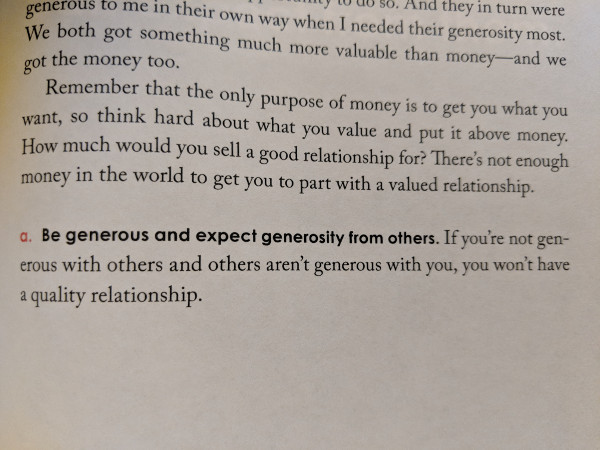 to do so. And they in turn were
generous to me in their own way when I needed their generosity most.
We both got something much more valuable than money—and we
got the money too.
Remember that the only purpose of money is to get you what you
want, so think hard about what you value and put it above money.
How much would you sell a good relationship for? There's not enough
money in the world to get you to part with a valued relationship.
a. Be generous and expect generosity from others. If you're not gen-
erous with others and others aren't generous with you, you won't have
a quality relationship.